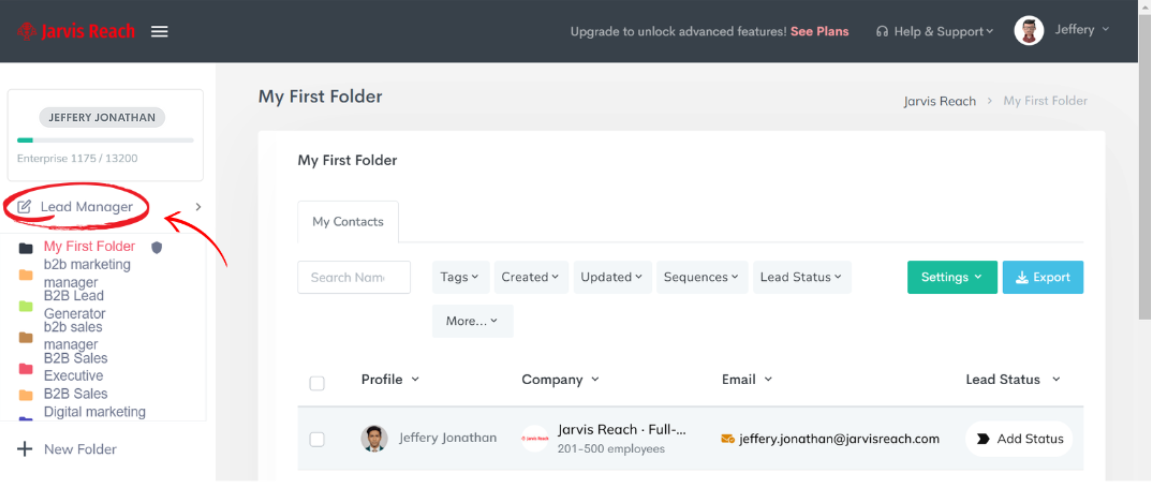 Jarvis Reach
Upgrade to unlock advanced features! See Plans
Help & Support
Jeffery
JEFFERY JONATHAN
Enterprise 1175 / 13200
Lead Manager
My First Folder
b2b marketing
manager
B2B Lead
Generator
b2b sales
manager
B2B Sales
Executive
B2B Sales
Digital marketing
New Folder
My First Folder
Jarvis Reach > My First Folder
My First Folder
My Contacts
Search Nam
Tags Created Updated Sequences Lead Status
Settings Export
More...
Profile Company Email Lead Status
Jeffery Jonathan
Jarvis Reach
Jarvis Reach · Full-...
201-500 employees
jeffery.jonathan@jarvisreach.com
Add Status